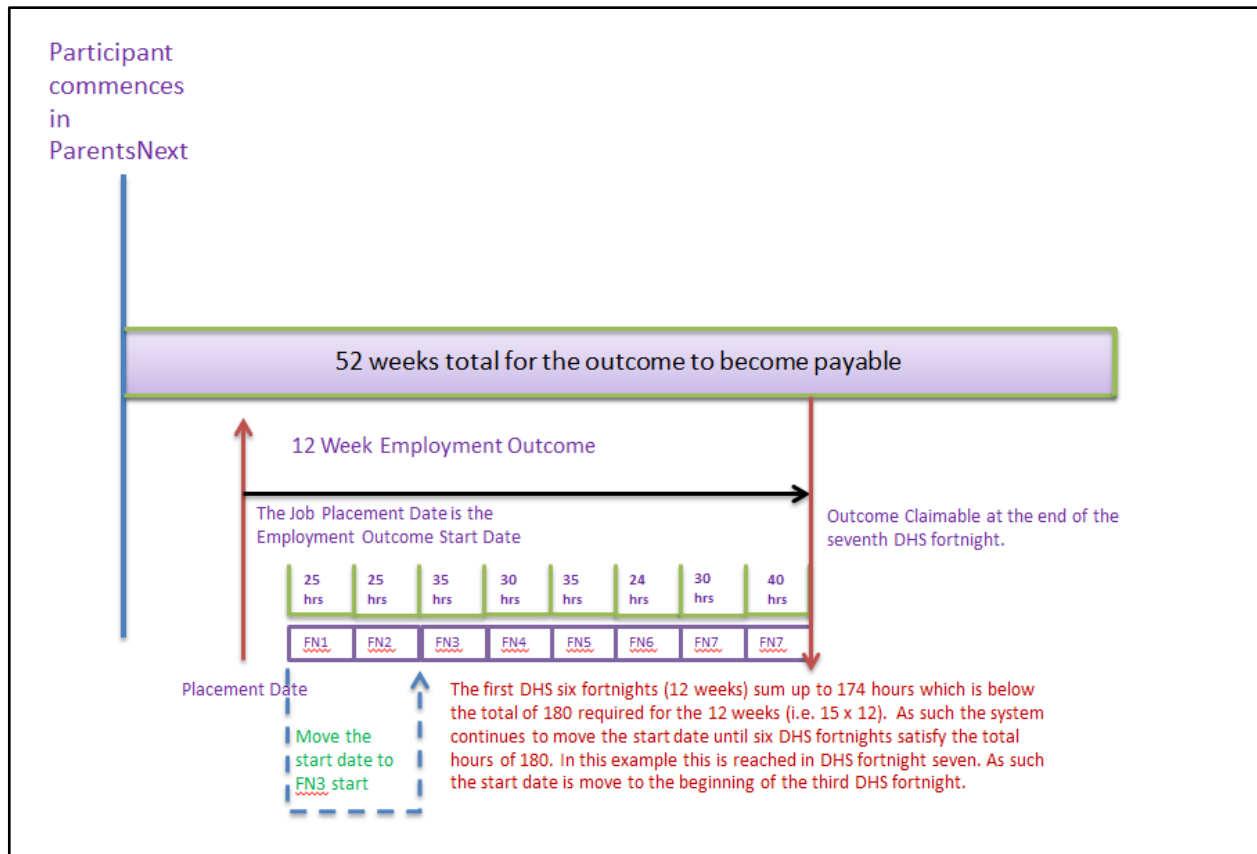 Participant
commences
in
ParentsNext
52 weeks total for the outcome to become payable
12 Week Employment Outcome
The Job Placement Date is the
Employment Outcome Start Date
Outcome Claimable at the end of the
seventh DHS fortnight.
25 25 35 30 35 24 30 40
hrs hrs hrs hrs hrs hrs hrs hrs
FN1 FN2 FN3 FN4 FN5 FN6 FN7 FN7
Placement Date
Move the
start date to
FN3 start
The first DHS six fortnights (12 weeks) sum up to 174 hours which is below
the total of 180 required for the 12 weeks (i.e. 15 x 12). As such the system
continues to move the start date until six DHS fortnights satisfy the total
hours of 180. In this example this is reached in DHS fortnight seven. As such
the start date is move to the beginning of the third DHS fortnight.